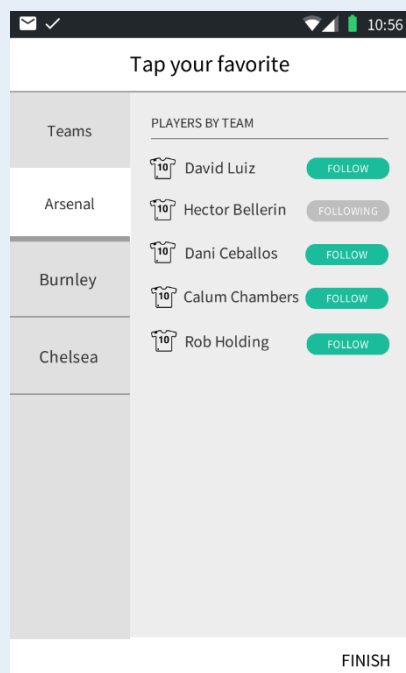 10:56
Tap your favorite
Teams
Arsenal
Burnley
Chelsea
PLAYERS BY TEAM
10 David Luiz FOLLOW
10 Hector Bellerin FOLLOWING
10 Dani Ceballos FOLLOW
10 Calum Chambers FOLLOW
10 Rob Holding FOLLOW
FINISH